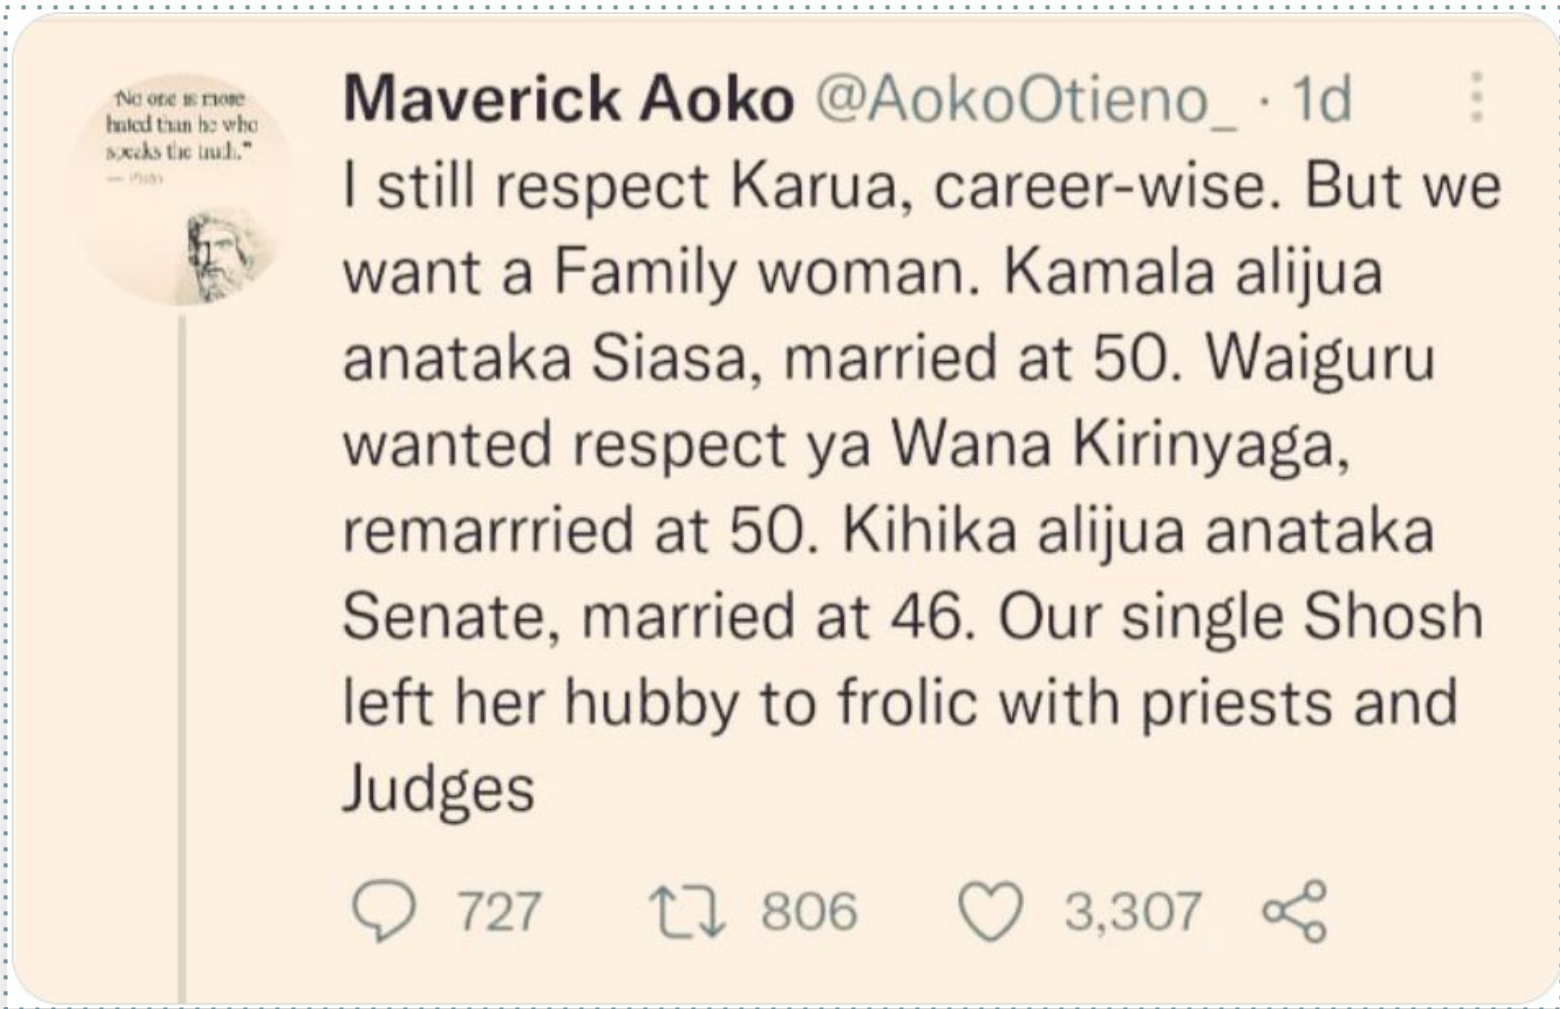 "No one is more
hated than he who
speaks the truth."
— Plato
Maverick Aoko @AokoOtieno_ · 1d
I still respect Karua, career-wise. But we
want a Family woman. Kamala alijua
anataka Siasa, married at 50. Waiguru
wanted respect ya Wana Kirinyaga,
remarrried at 50. Kihika alijua anataka
Senate, married at 46. Our single Shosh
left her hubby to frolic with priests and
Judges
727 806 3,307